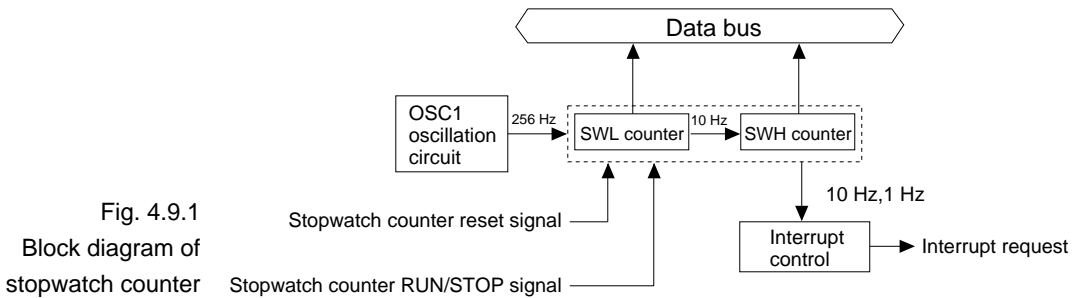 Data bus
OSC1
oscillation
circuit
256 Hz
SWL counter
10 Hz
SWH counter
10 Hz,1 Hz
Stopwatch counter reset signal
Interrupt
control
Interrupt request
Stopwatch counter RUN/STOP signal
Fig. 4.9.1
Block diagram of
stopwatch counter